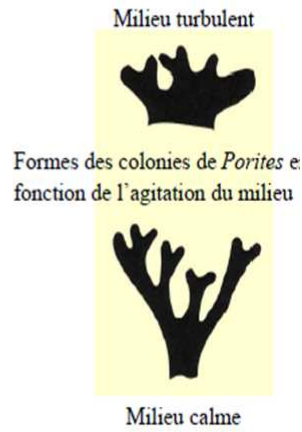 Milieu turbulent
Formes des colonies de Porites e
fonction de l'agitation du milieu
Milieu calme